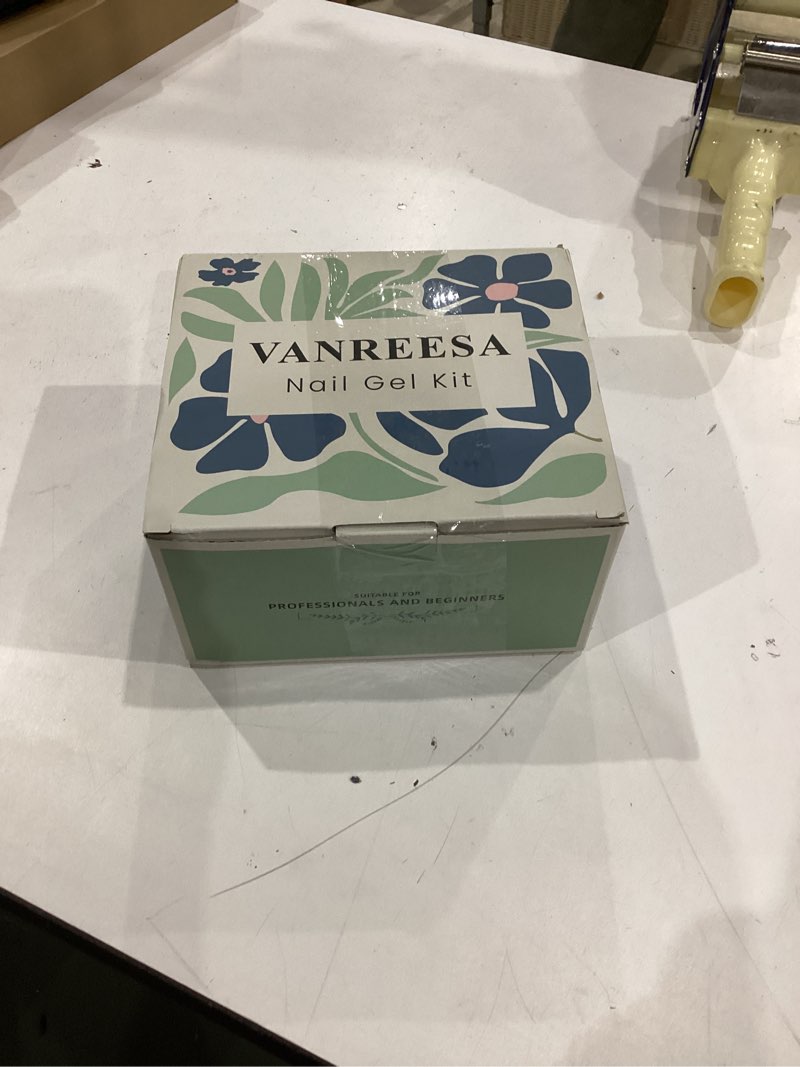 VANREESA
Nail Gel Kit
SUITABLE FOR
PROFESSIONALS AND BEGINNERS